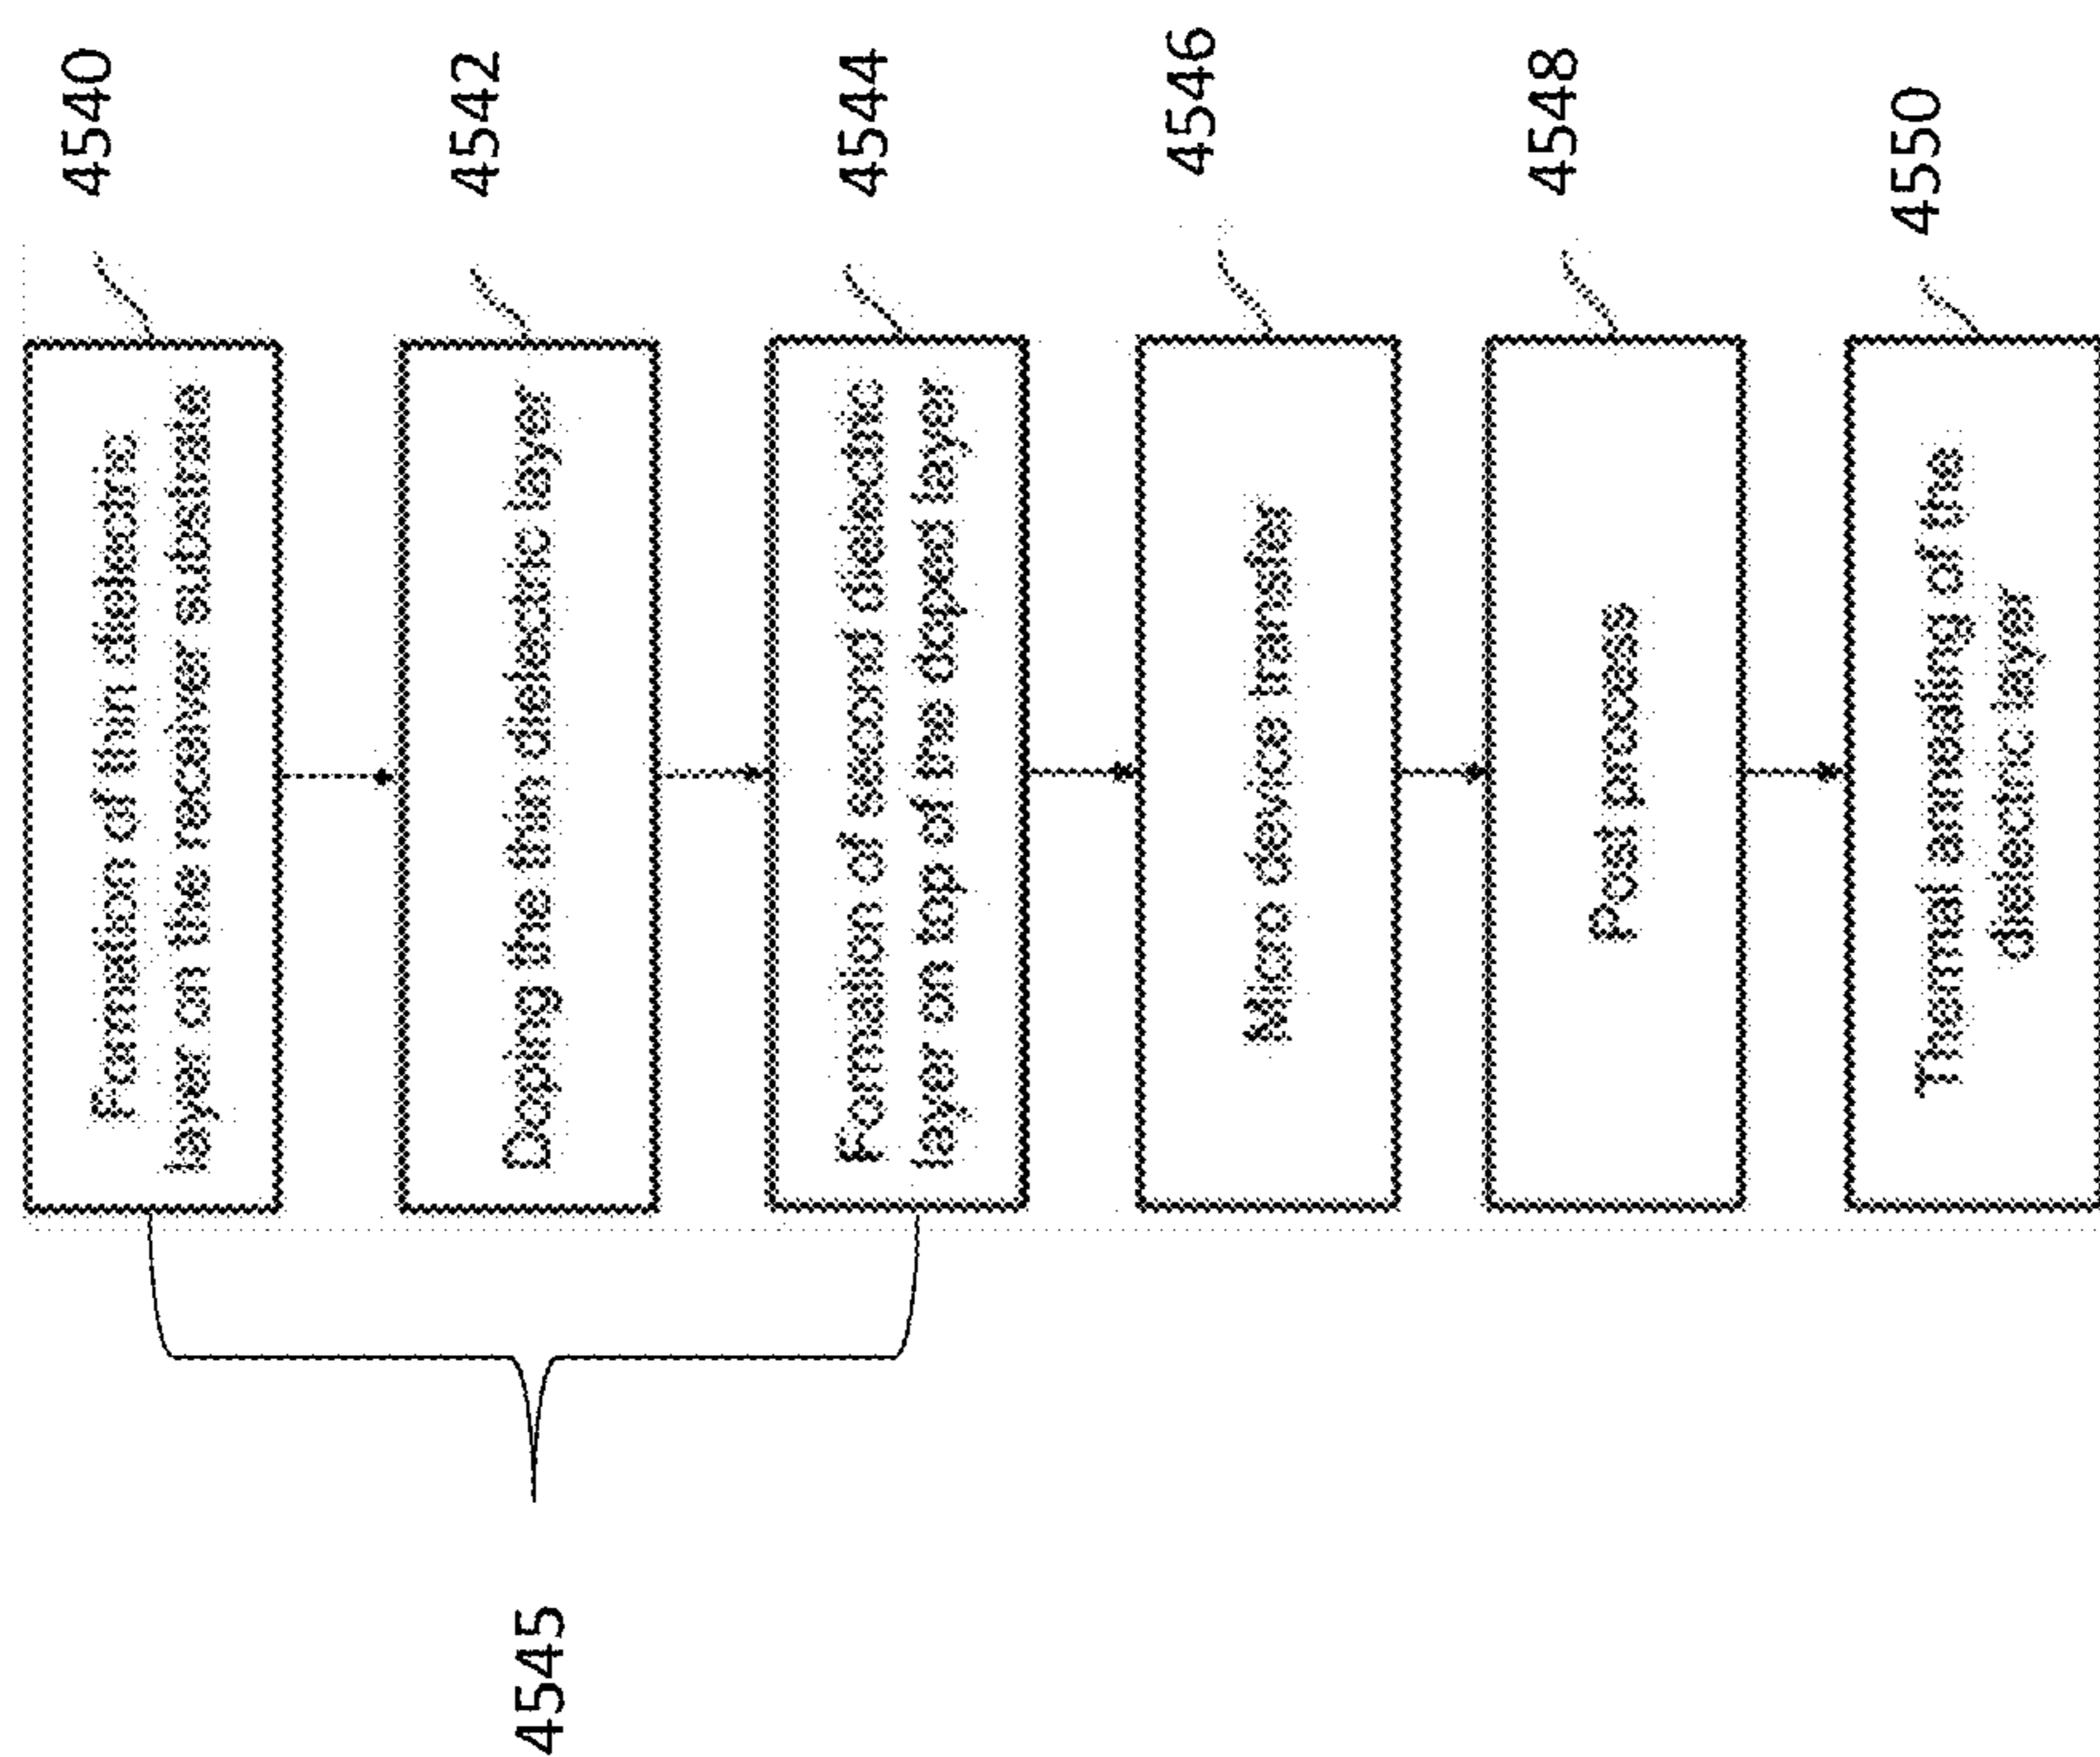 4540
Formation of thin dielectric
layer on the receiver substrate
4542
Doping the thin dielectric layer
4544
Formation of second dielectric
layer on top of the doped layer
4545
4546
Micro device transfer
4548
Post process
4550
Thermal annealing of the
dielectric layer